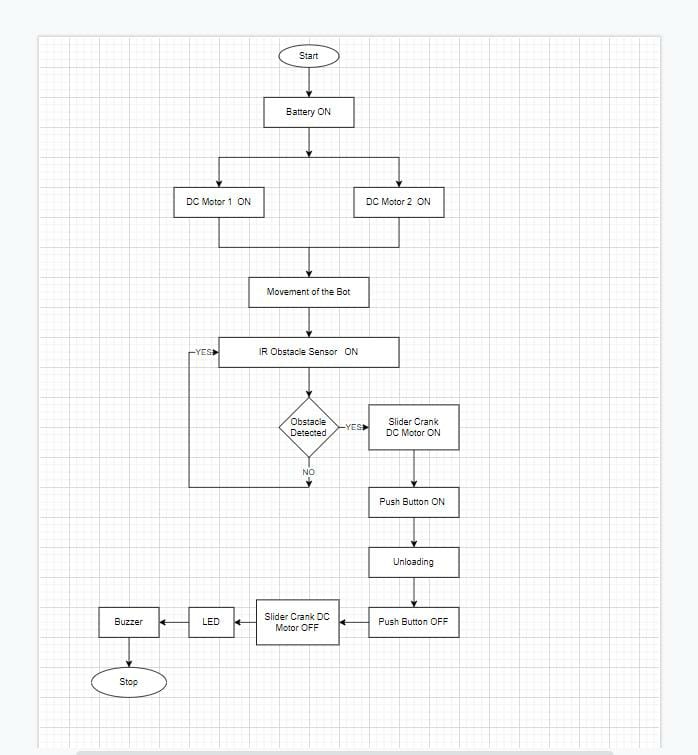 Start
Battery ON
DC Motor 1 ON
DC Motor 2 ON
Movement of the Bot
YES
IR Obstacle Sensor ON
Obstacle
Detected
YES
Slider Crank
DC Motor ON
NO
Push Button ON
Unloading
Push Button OFF
Slider Crank DC
Motor OFF
LED
Buzzer
Stop